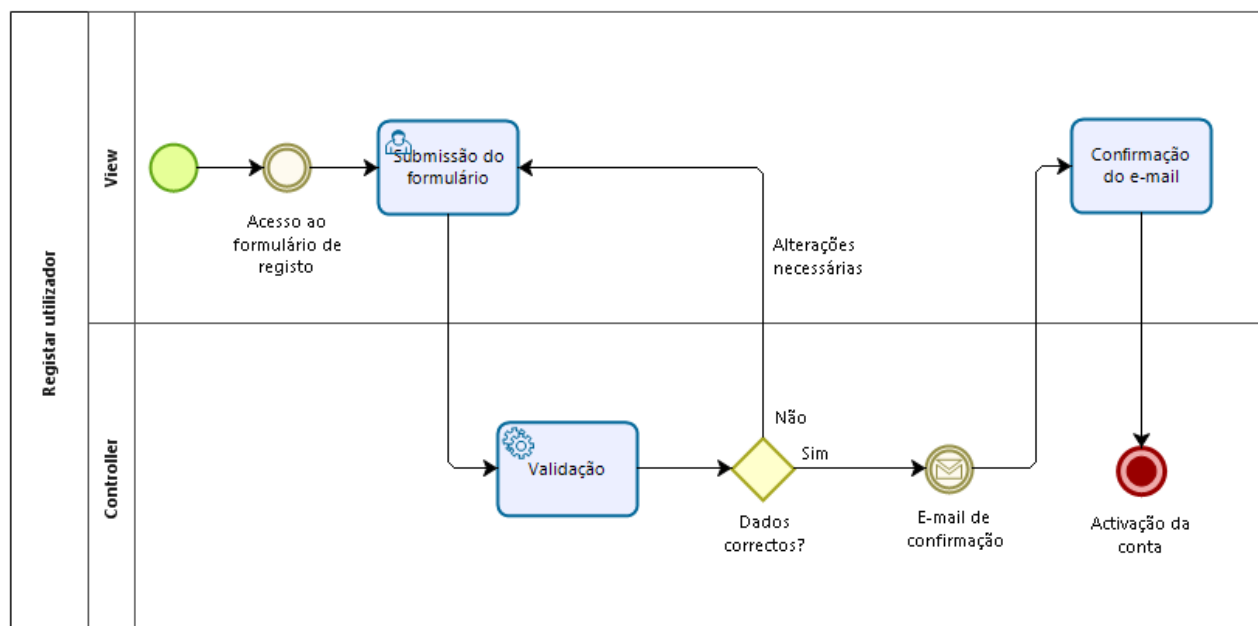 Registar utilizador
View
Acesso ao
formulário de
registo
Submissão do
formulário
Alterações
necessárias
Confirmação
do e-mail
Controller
Validação
Não
Sim
Dados
correctos?
E-mail de
confirmação
Activação da
conta